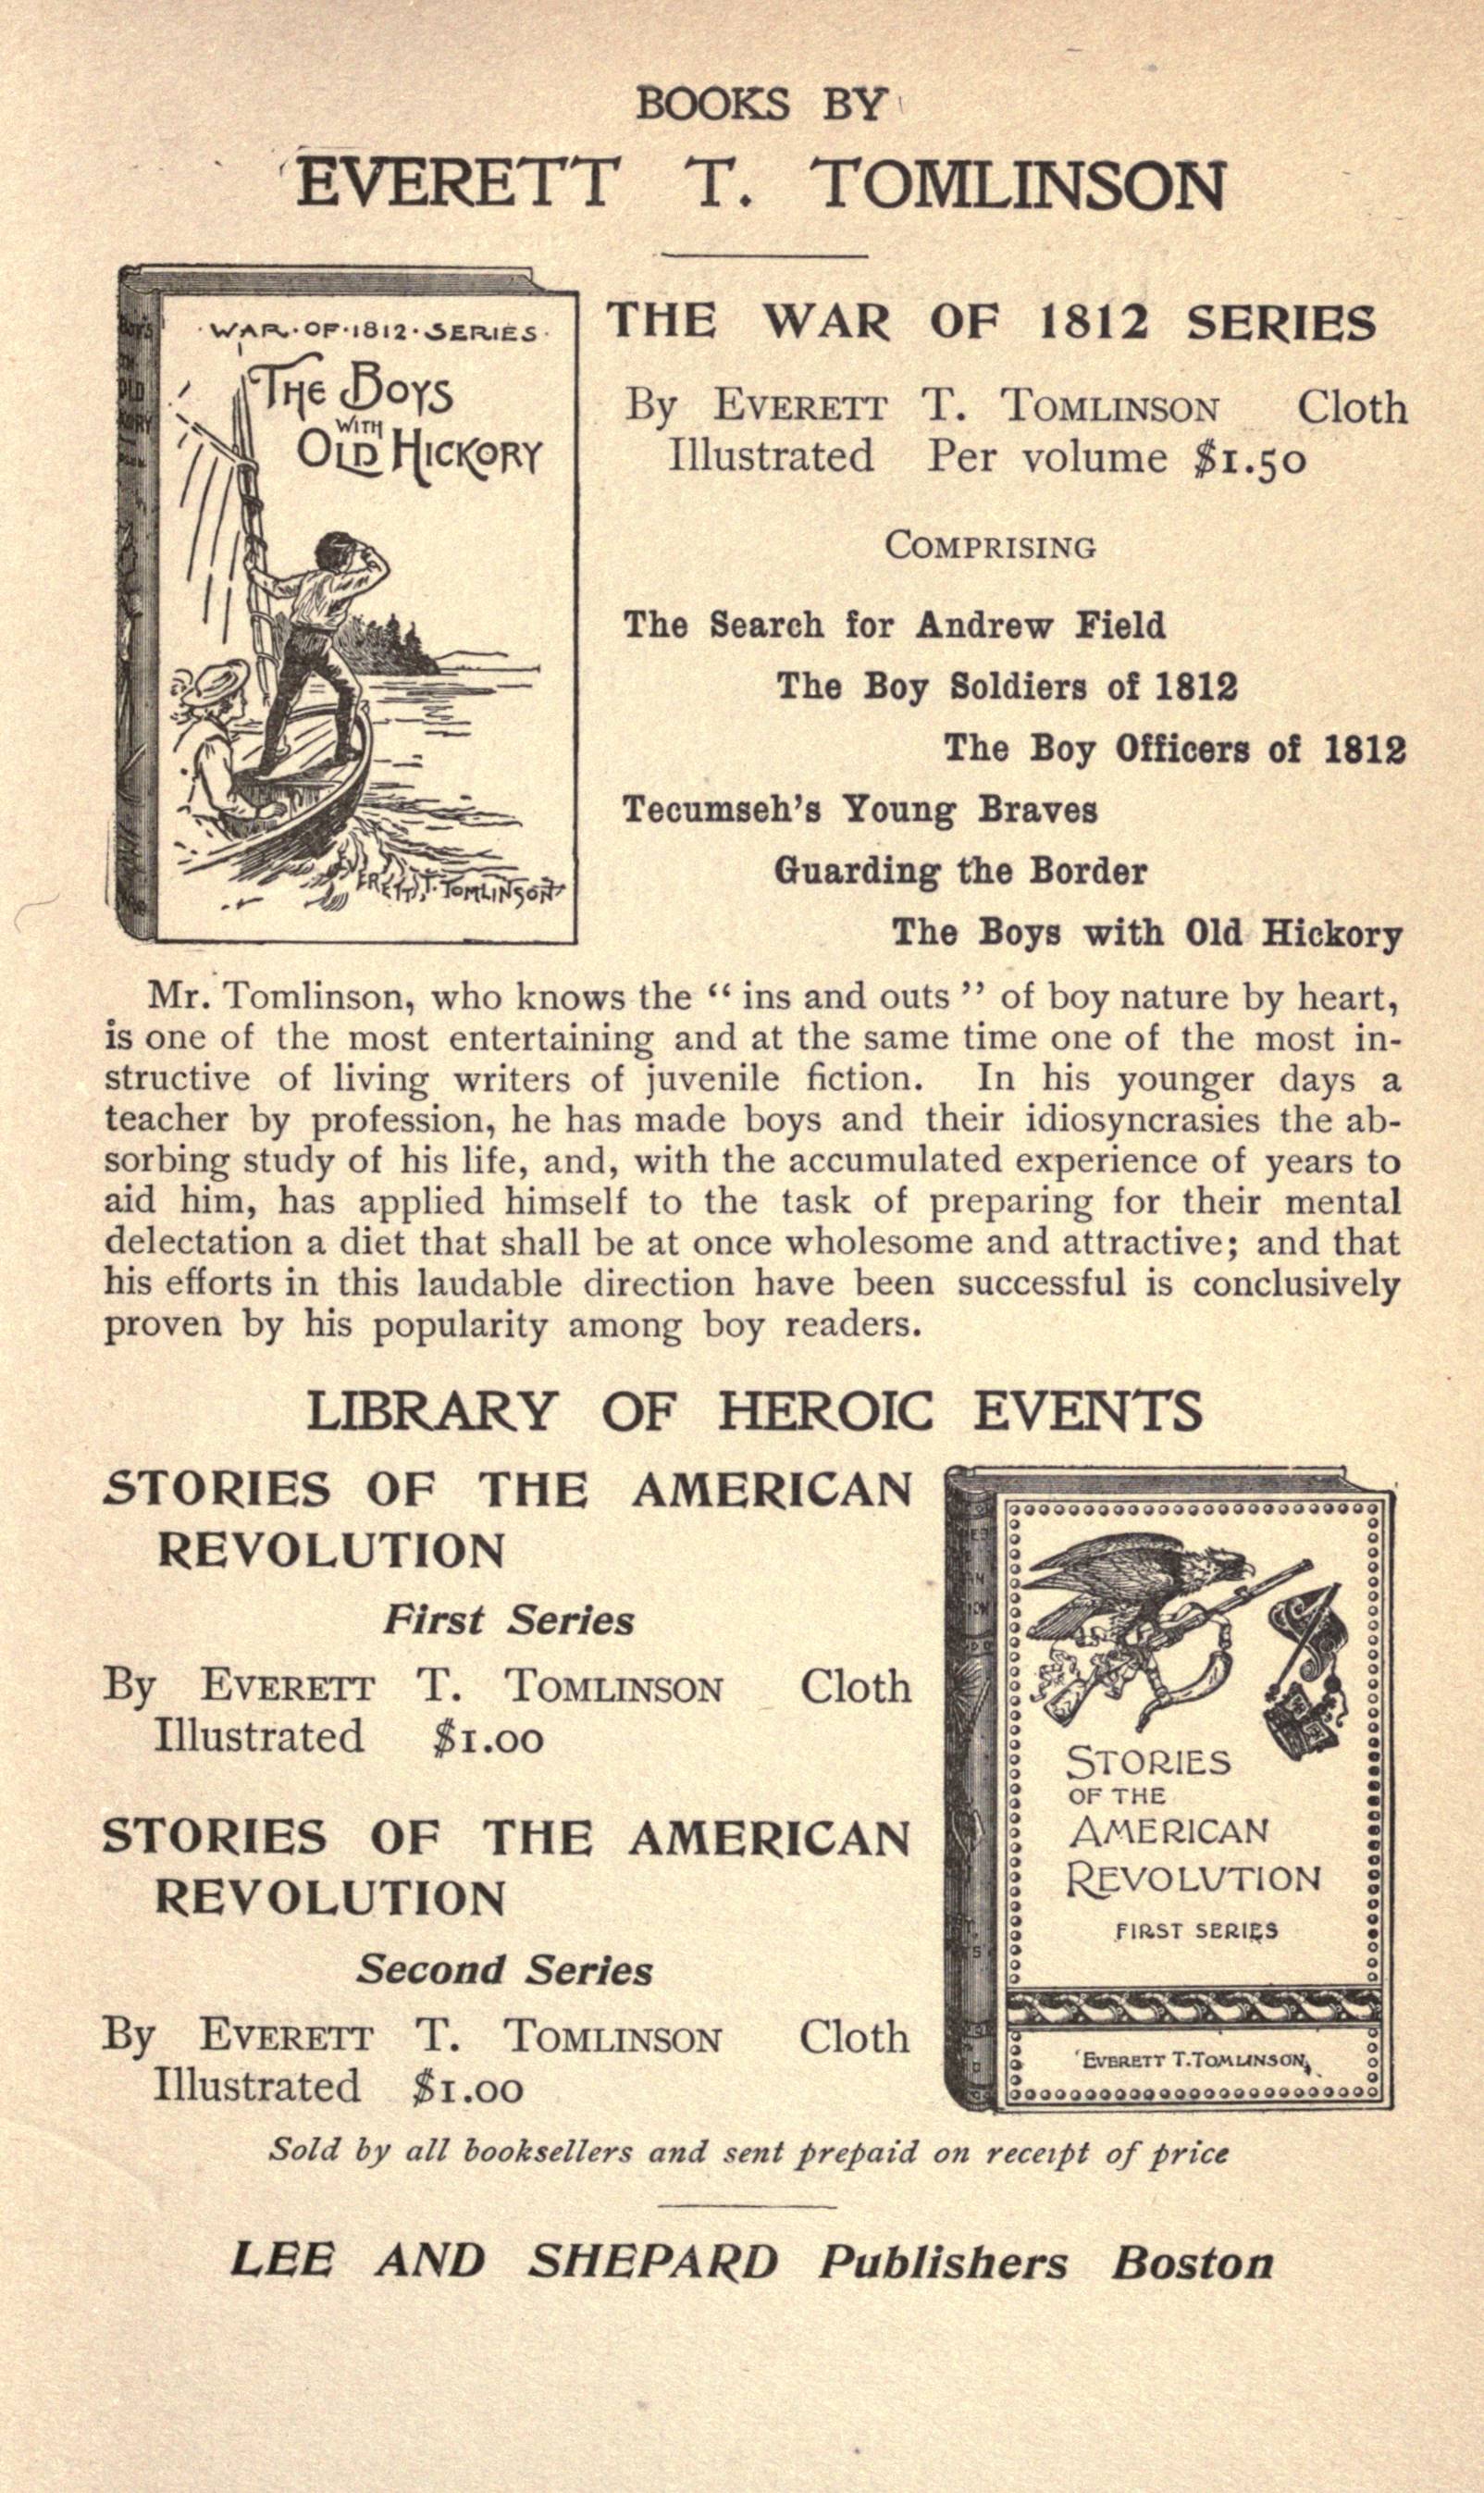 BOOKS BY
EVERETT T. TOMLINSON
WAR·OF·1812·SERIES
THE BOYS
WITH
OLD HICKORY
EVERETT T. TOMLINSON
THE WAR OF 1812 SERIES
By EVERETT T. TOMLINSON Cloth
Illustrated Per volume $1.50
COMPRISING
The Search for Andrew Field
The Boy Soldiers of 1812
The Boy Officers of 1812
Tecumseh's Young Braves
Guarding the Border
The Boys with Old Hickory
Mr. Tomlinson, who knows the “ ins and outs ” of boy nature by heart,
is one of the most entertaining and at the same time one of the most in-
structive of living writers of juvenile fiction. In his younger days a
teacher by profession, he has made boys and their idiosyncrasies the ab-
sorbing study of his life, and, with the accumulated experience of years to
aid him, has applied himself to the task of preparing for their mental
delectation a diet that shall be at once wholesome and attractive; and that
his efforts in this laudable direction have been successful is conclusively
proven by his popularity among boy readers.
LIBRARY OF HEROIC EVENTS
STORIES OF THE AMERICAN
REVOLUTION
First Series
By EVERETT T. TOMLINSON Cloth
Illustrated $1.00
STORIES OF THE AMERICAN
REVOLUTION
Second Series
By EVERETT T. TOMLINSON Cloth
Illustrated $1.00
STORIES
OF THE
AMERICAN
REVOLUTION
FIRST SERIES
EVERETT T. TOMLINSON
Sold by all booksellers and sent prepaid on receipt of price
LEE AND SHEPARD Publishers Boston